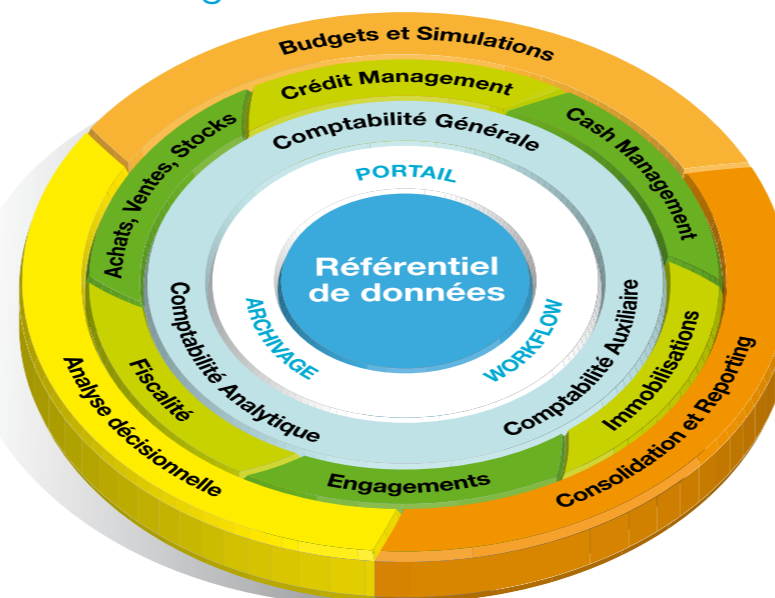 Budgets et Simulations
Crédit Management
Cash Management
Achats, Ventes, Stocks
Comptabilité Générale
PORTAIL
Référentiel
de données
ARCHIVAGE
WORKFLOW
Comptabilité Analytique
Comptabilité Auxiliaire
Immobilisations
Fiscalité
Engagements
Analyse décisionnelle
Consolidation et Reporting